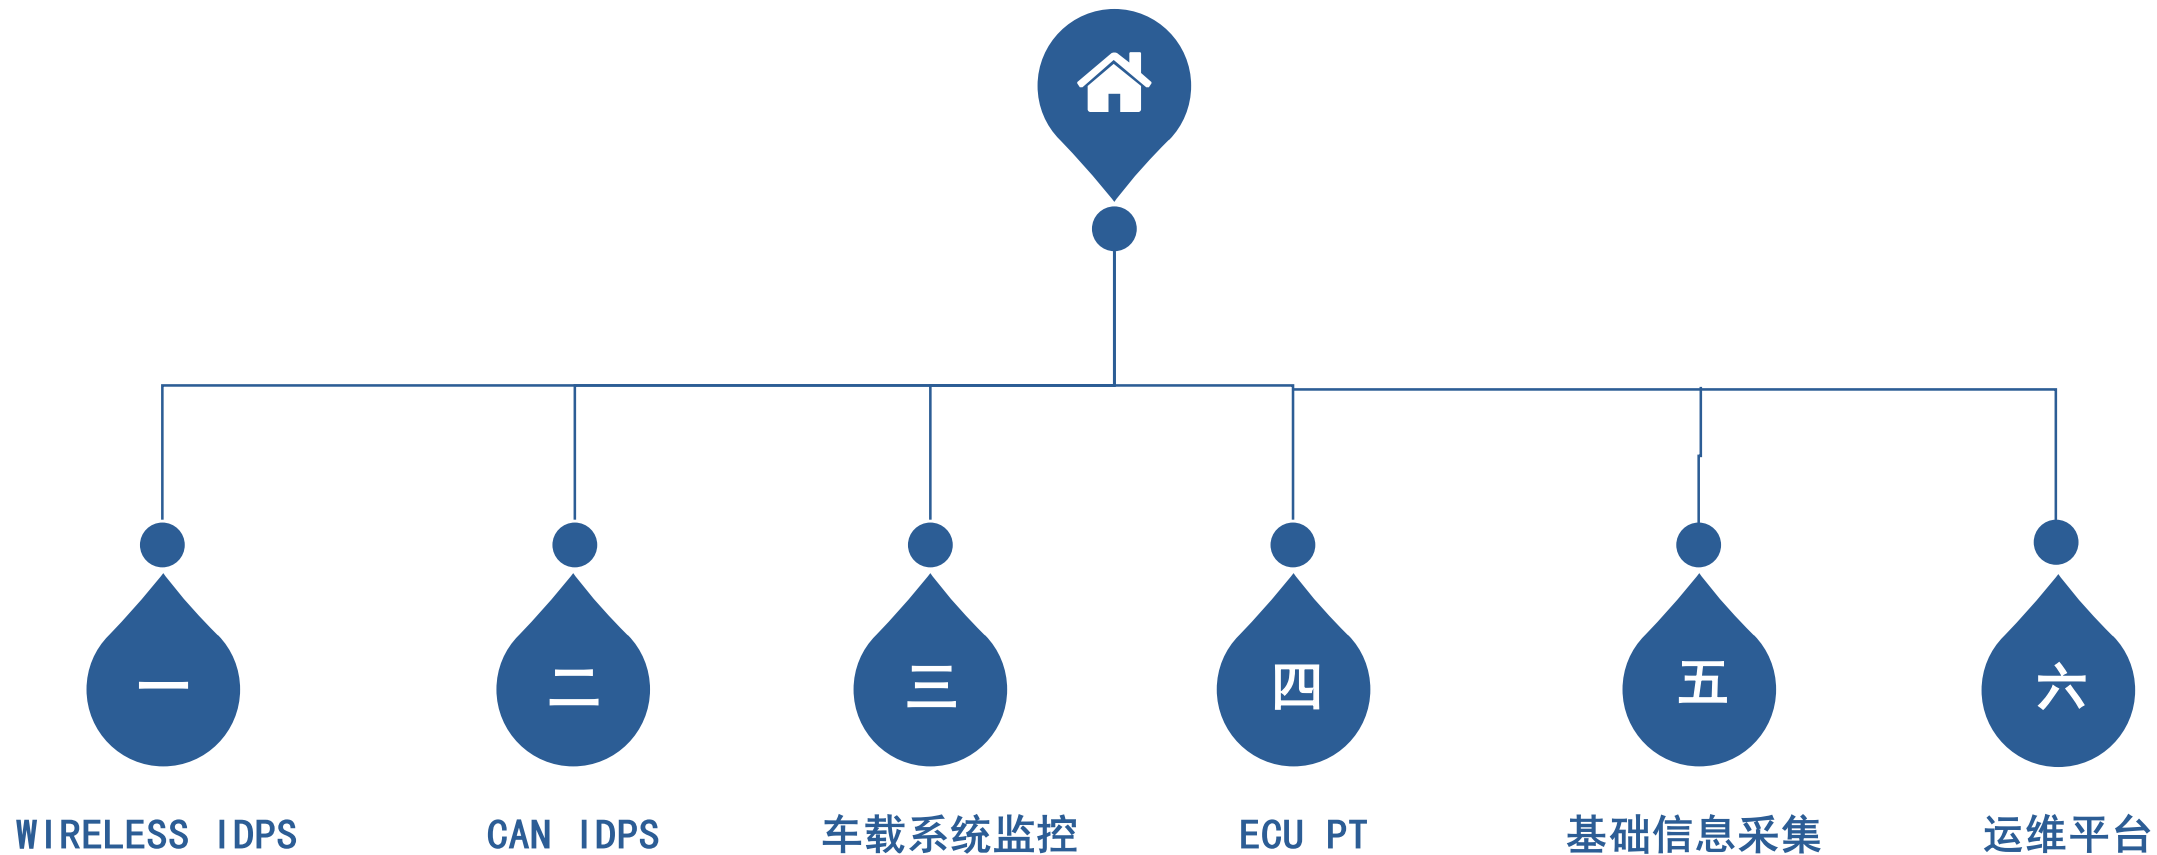 一
二
三
四
五
六
WIRELESS IDPS
CAN IDPS
车载系统监控
ECU PT
基础信息采集
运维平台